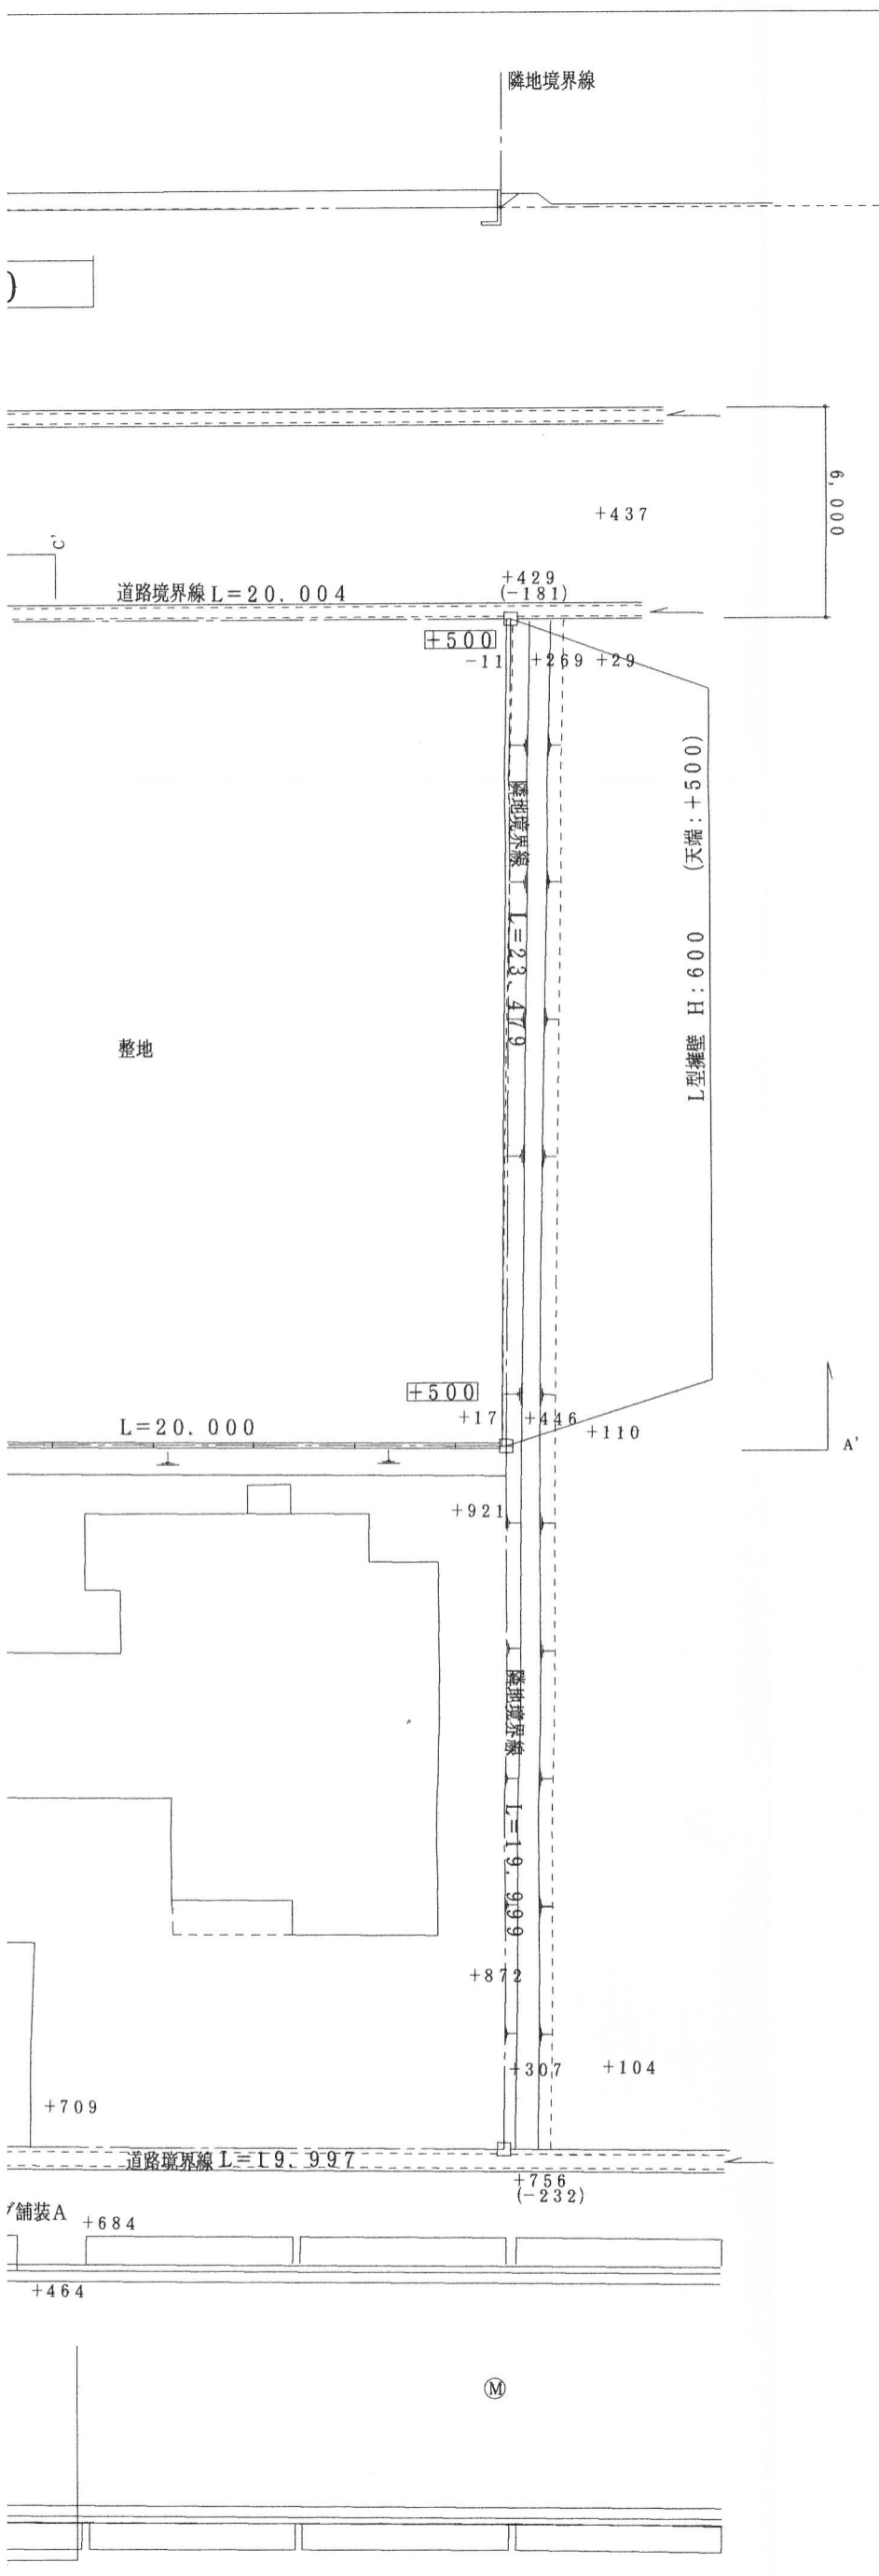 隣地境界線
)
6,000
+437
C'
+429
(-181)
道路境界線 L=20.004
+500
-11
+269
+29
隣地境界線 L=23.479
L型擁壁 H:600 (天端:+500)
整地
+500
+17
+446
+110
L=20.000
A'
+921
隣地境界線 L=19.999
+872
+307
+104
+709
道路境界線 L=19.997
+756
(-232)
舗装A
+684
+464
M